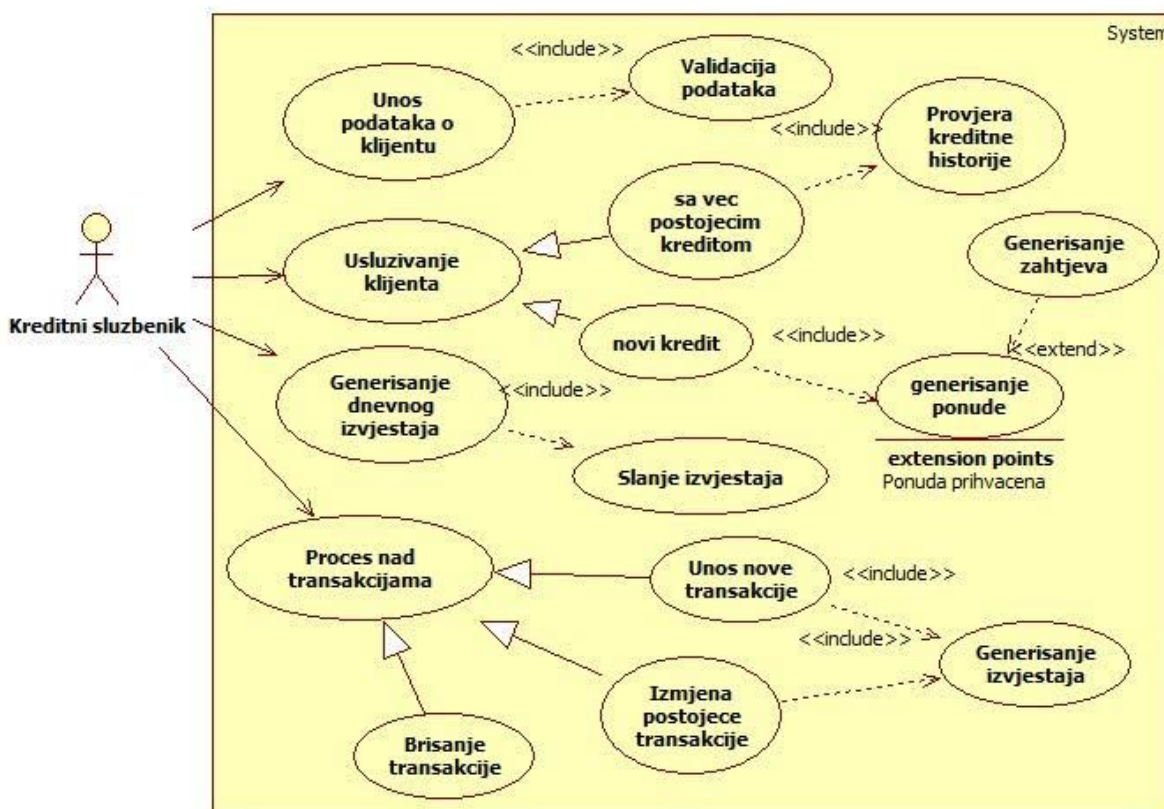 System
<<include>>
Validacija
podataka
Unos
podataka o
klijentu
<<include>>
Provjera
kreditne
historije
sa vec
postojecim
kreditom
Usluzivanje
klijenta
Generisanje
zahtjeva
Kreditni sluzbenik
novi kredit
<<include>>
<<extend>>
Generisanje
dnevnog
izvjestaja
<<include>>
generisanje
ponude
extension points
Ponuda prihvacena
Slanje izvjestaja
Proces nad
transakcijama
Unos nove
transakcije
<<include>>
<<include>>
Generisanje
izvjestaja
Izmjena
postojece
transakcije
Brisanje
transakcije